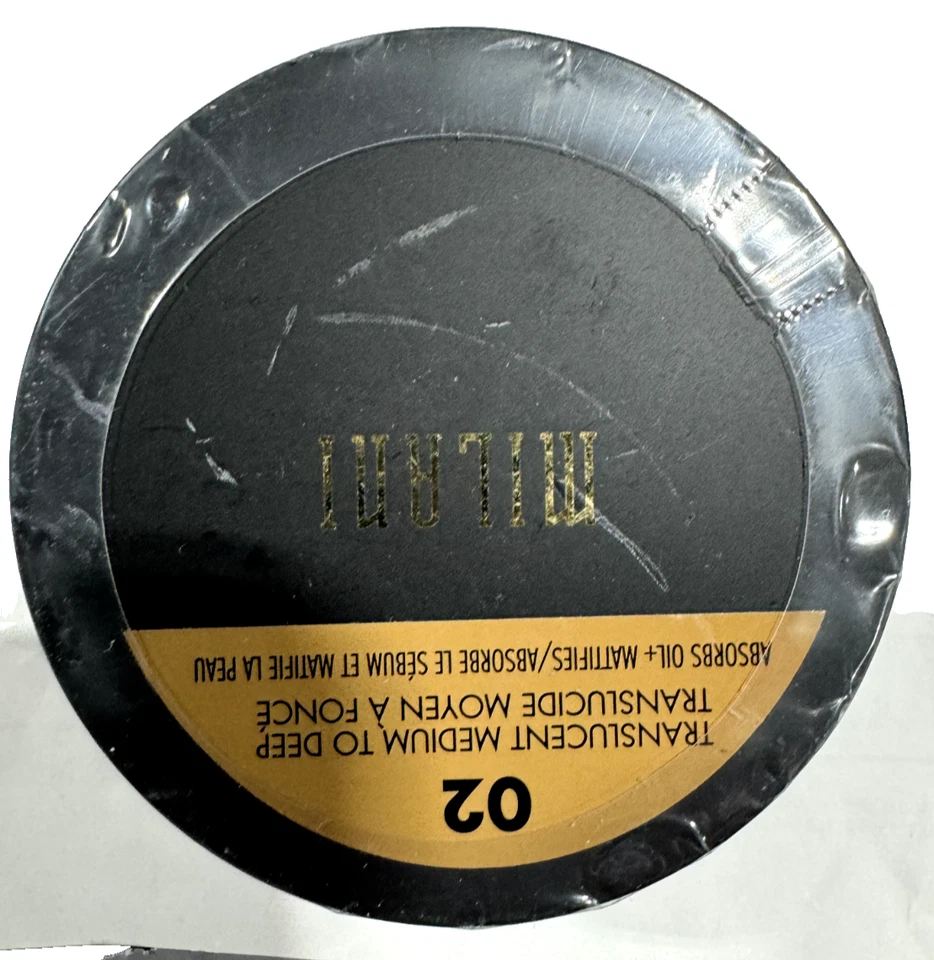 02
TRANSLUCENT MEDIUM TO DEEP
TRANSLUCIDE MOYEN À FONCÉ
ABSORBS OIL+ MATTIFIES/ABSORBE LE SÉBUM ET MATIFIE LA PEAU
MILANI